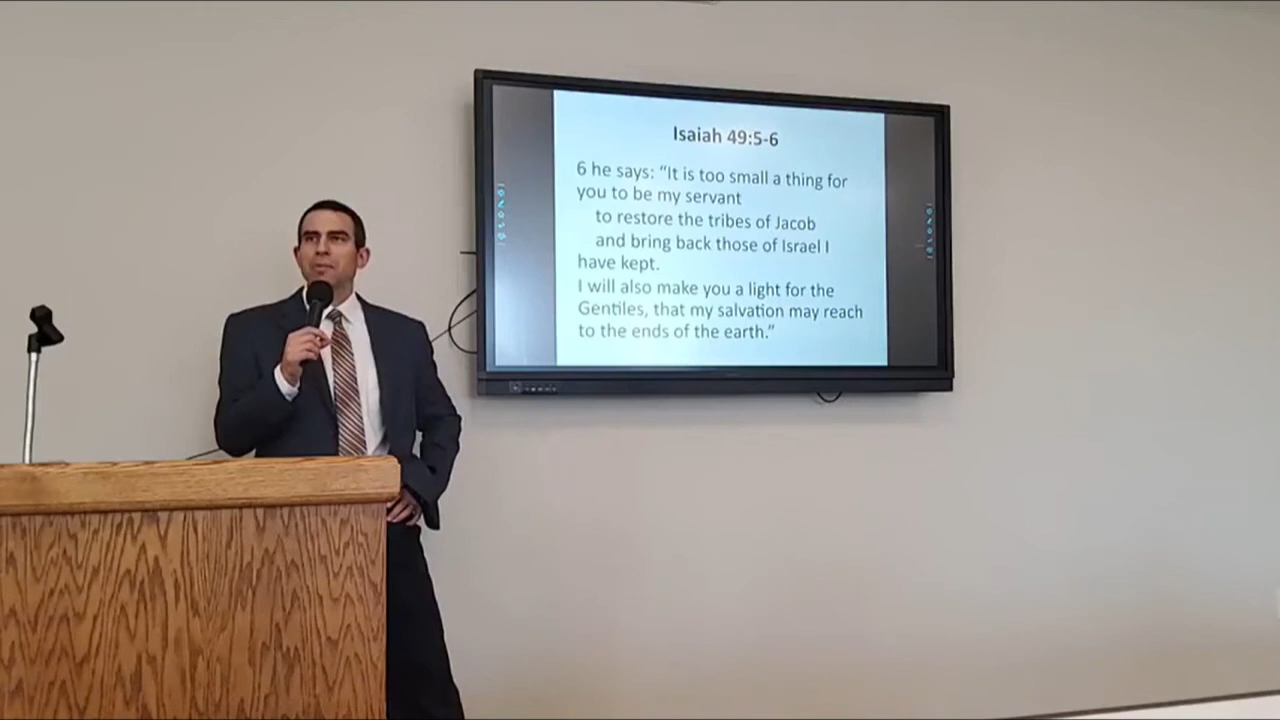 Isaiah 49:5-6
6 he says: “It is too small a thing for
you to be my servant
to restore the tribes of Jacob
and bring back those of Israel I
have kept.
I will also make you a light for the
Gentiles, that my salvation may reach
to the ends of the earth.”